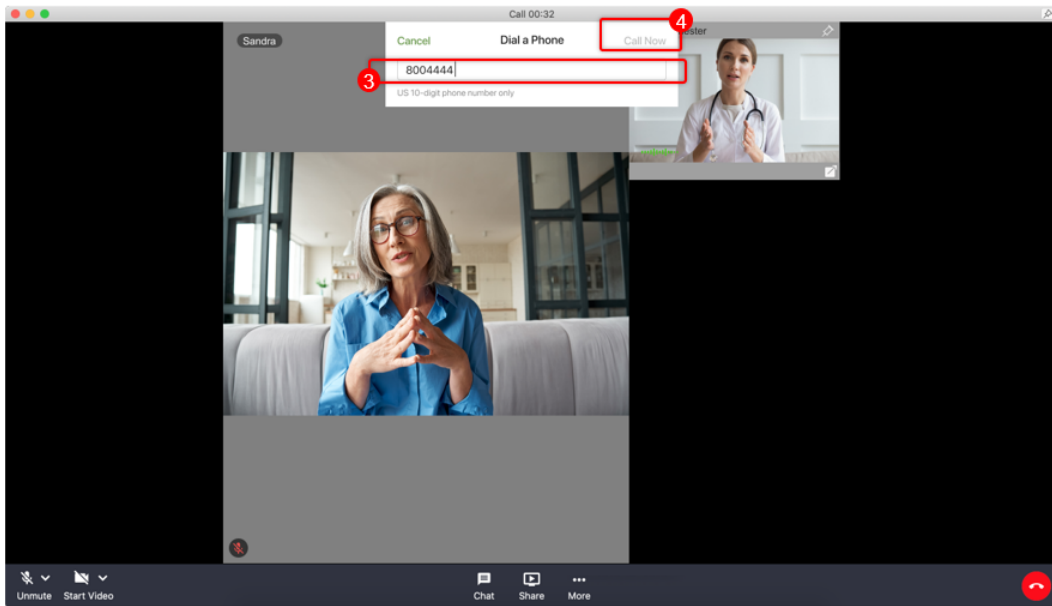 Call 00:32
Sandra
Cancel Dial a Phone Call Now
4
ester
3
8004444
US 10-digit phone number only
Unmute Start Video Chat Share More